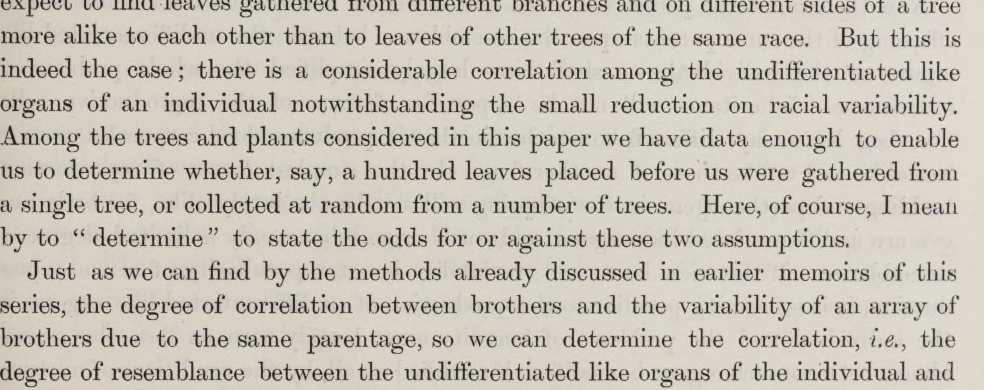 expect to find leaves gathered from different branches and on different sides of a tree
more alike to each other than to leaves of other trees of the same race. But this is
indeed the case; there is a considerable correlation among the undifferentiated like
organs of an individual notwithstanding the small reduction on racial variability.
Among the trees and plants considered in this paper we have data enough to enable
us to determine whether, say, a hundred leaves placed before us were gathered from
a single tree, or collected at random from a number of trees. Here, of course, I mean
by to “determine” to state the odds for or against these two assumptions.
Just as we can find by the methods already discussed in earlier memoirs of this
series, the degree of correlation between brothers and the variability of an array of
brothers due to the same parentage, so we can determine the correlation, i.e., the
degree of resemblance between the undifferentiated like organs of the individual and